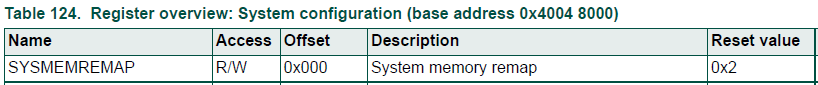 Table 124. Register overview: System configuration (base address 0x4004 8000)
Name Access Offset Description Reset value
SYSMEMREMAP R/W 0x000 System memory remap 0x2